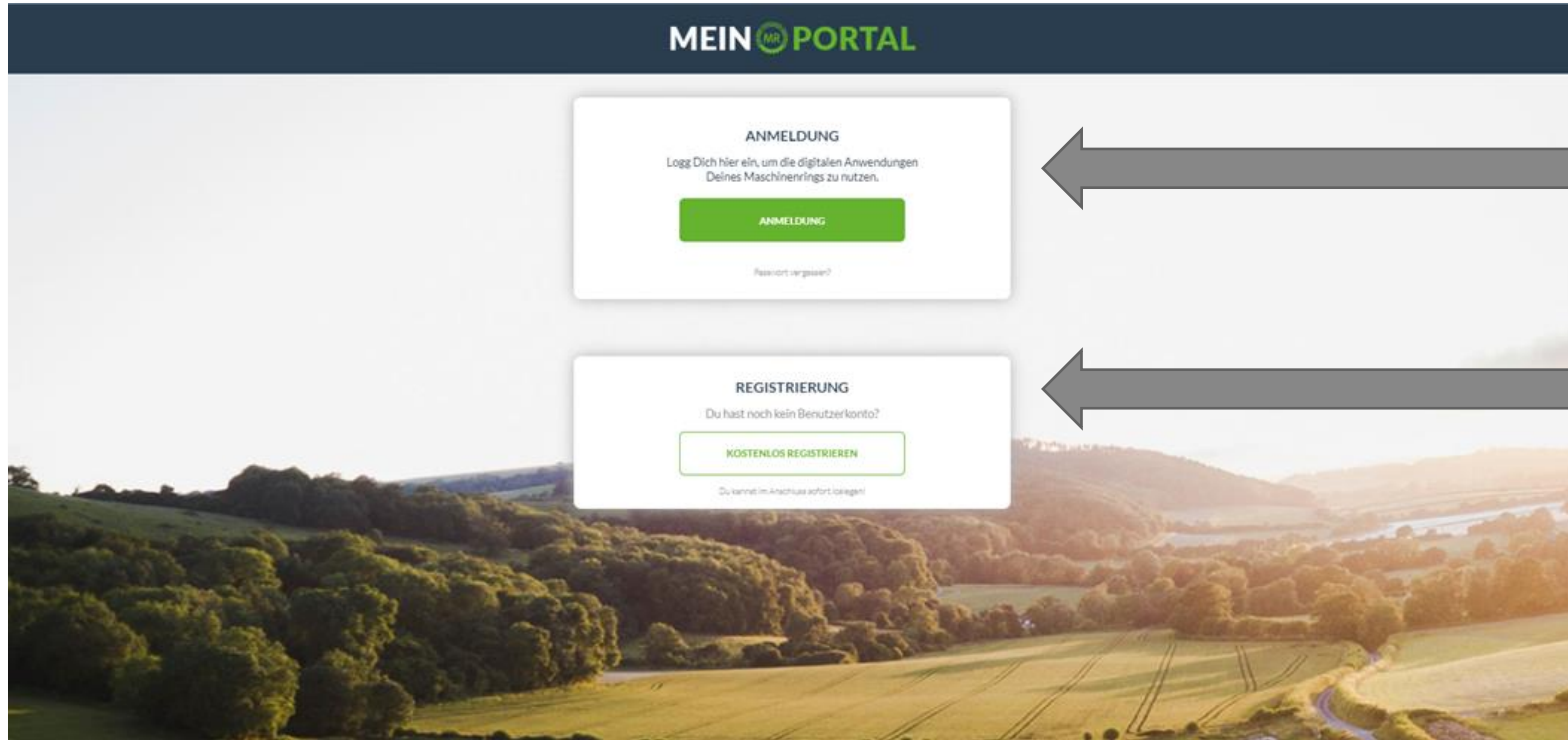 MEIN MR PORTAL
ANMELDUNG
Logg Dich hier ein, um die digitalen Anwendungen
Deines Maschinenrings zu nutzen.
ANMELDUNG
Passwort vergessen?
REGISTRIERUNG
Du hast noch kein Benutzerkonto?
KOSTENLOS REGISTRIEREN
Du kannst im Anschluss sofort loslegen!